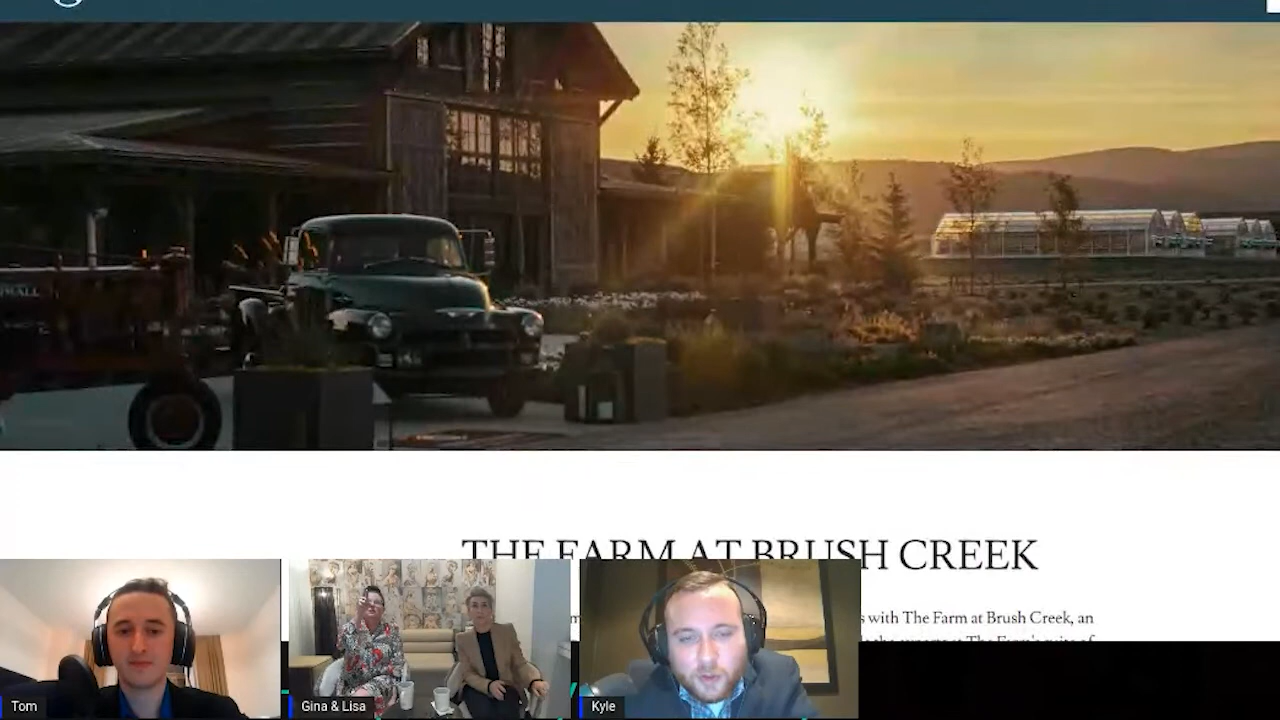 THE FARM AT BRUSH CREEK
s with The Farm at Brush Creek, an
Tom
Gina & Lisa
Kyle